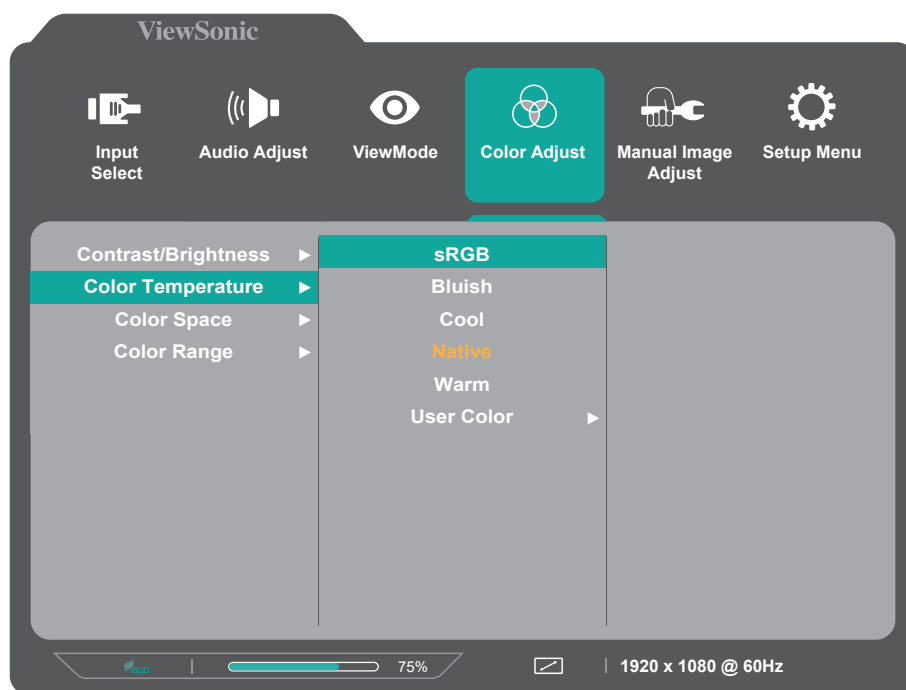 ViewSonic
Input
Select
Audio Adjust
ViewMode
Color Adjust
Manual Image
Adjust
Setup Menu
Contrast/Brightness
Color Temperature
Color Space
Color Range
sRGB
Bluish
Cool
Native
Warm
User Color
eco
75%
1920 x 1080 @ 60Hz